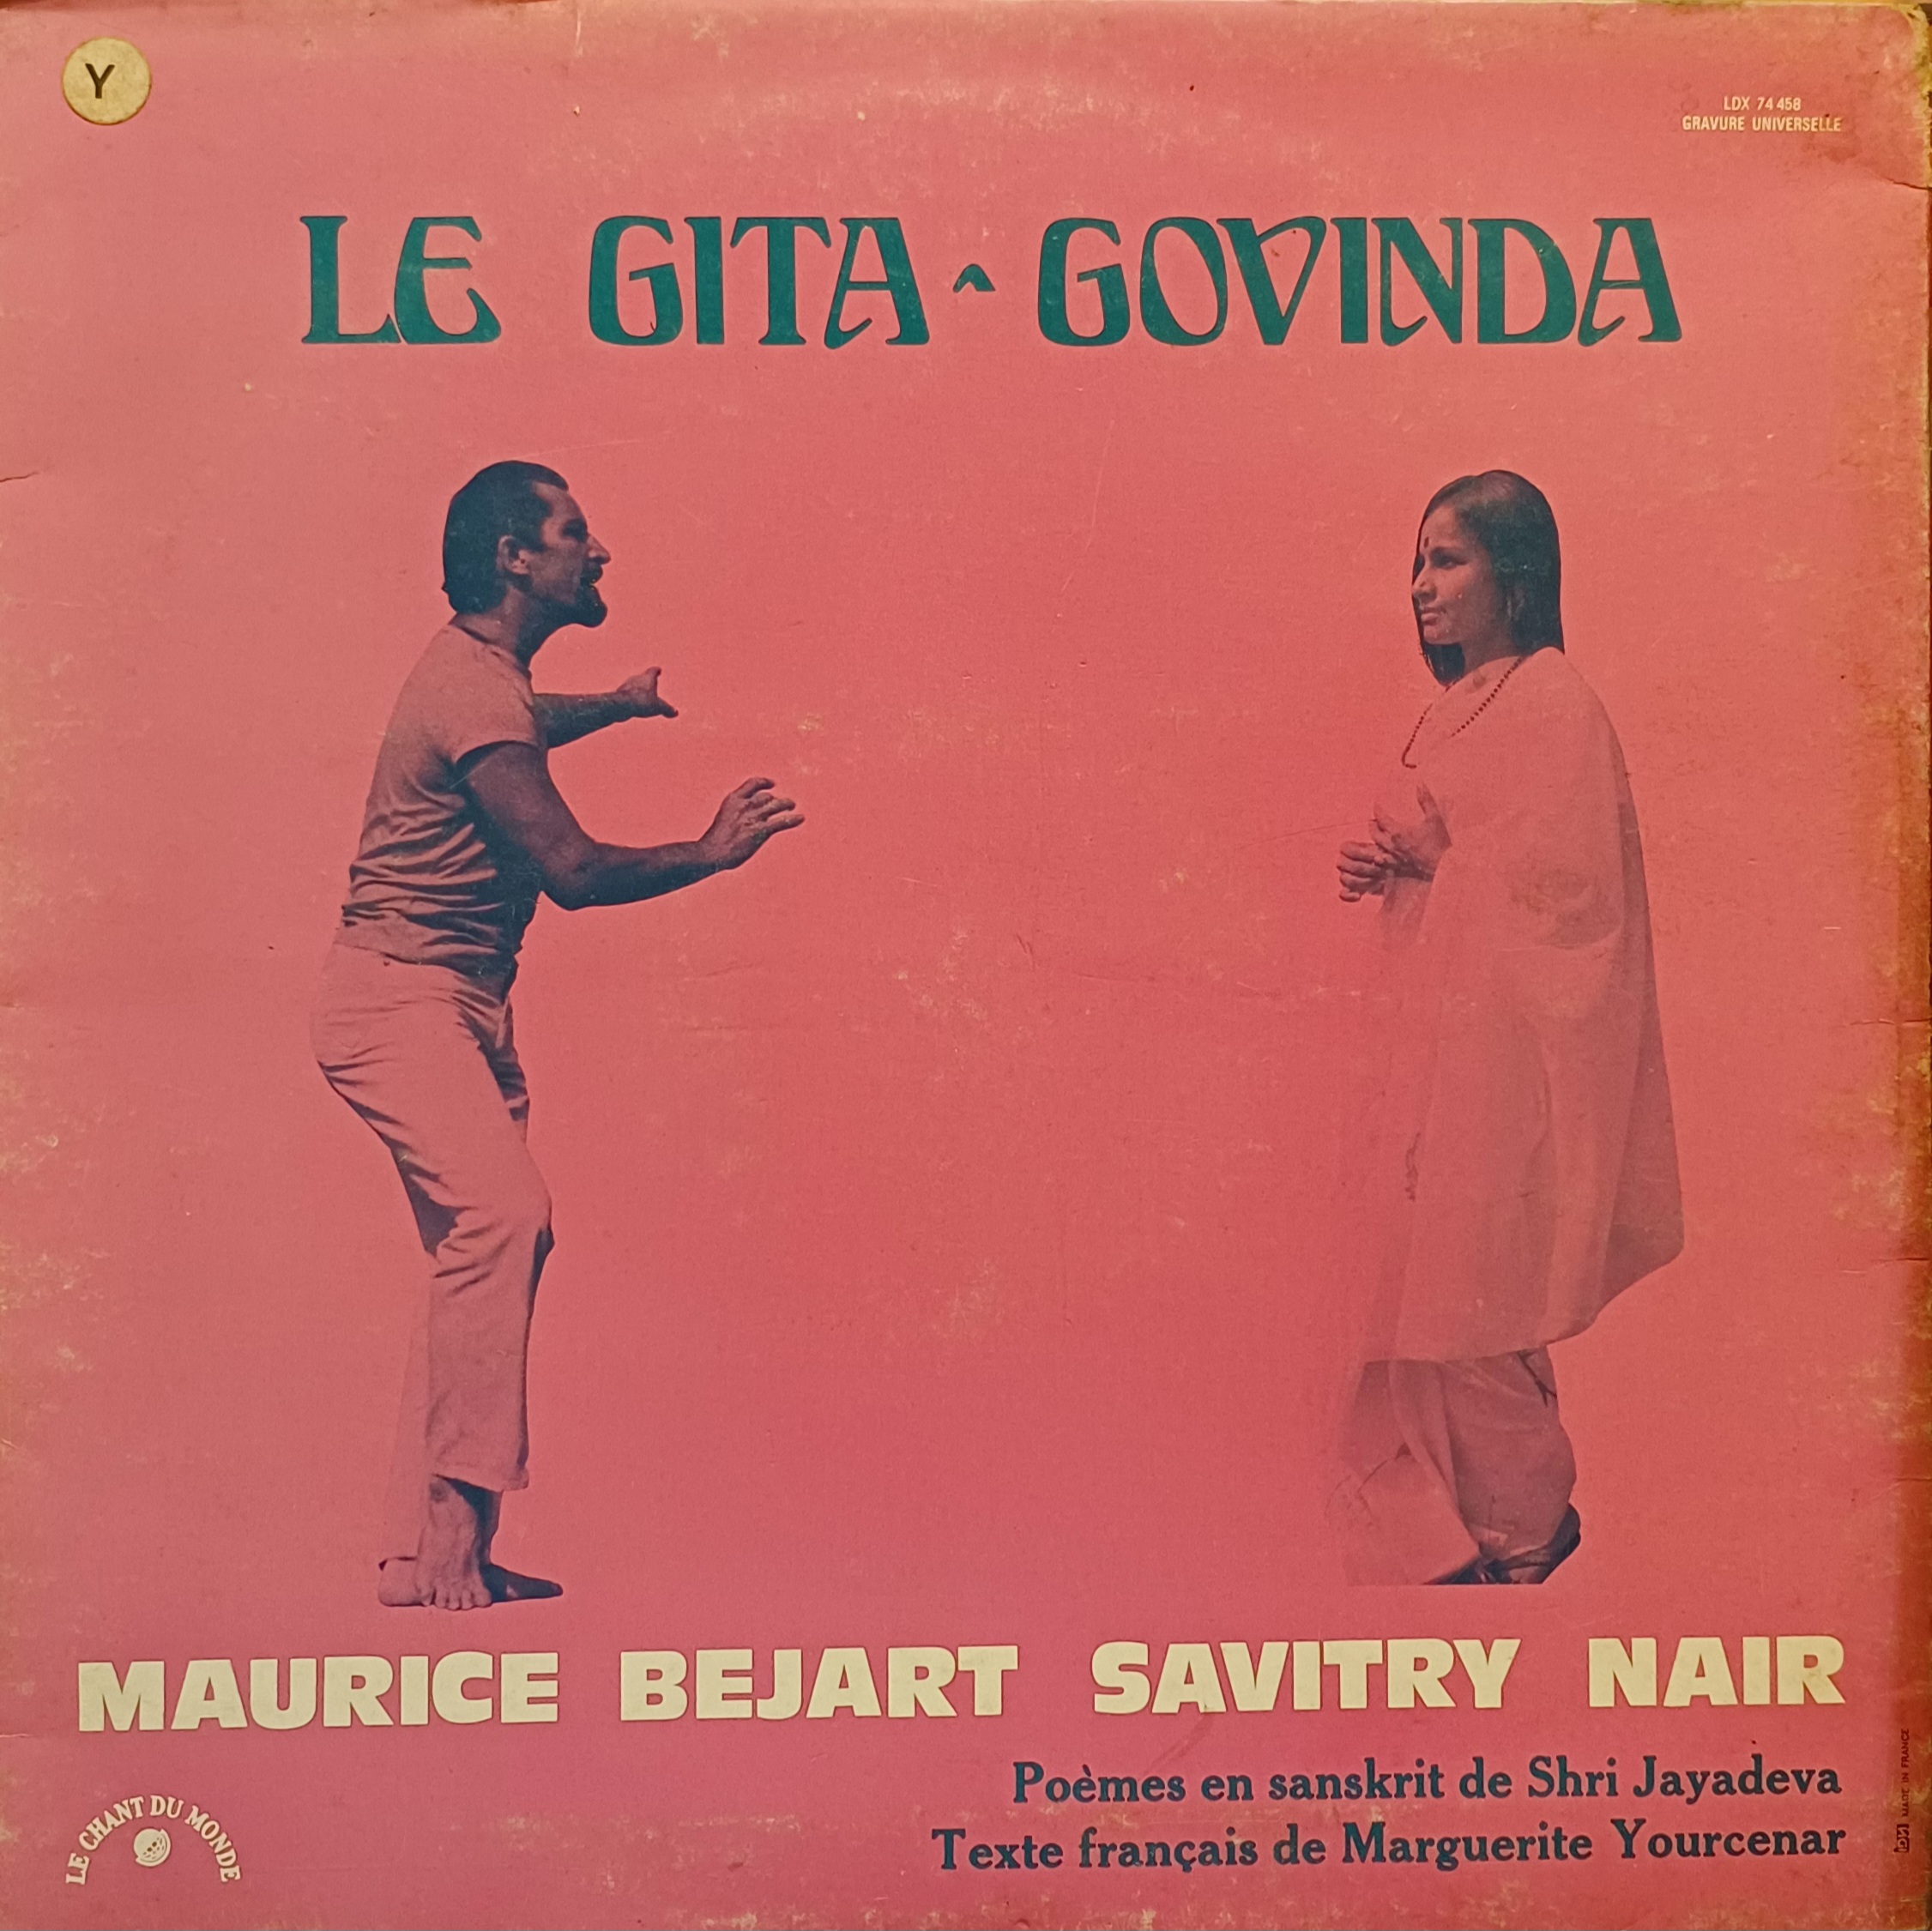 Y
LDX 74 458
GRAVURE UNIVERSELLE
LE GITA - GOVINDA
MAURICE BEJART SAVITRY NAIR
Poèmes en sanskrit de Shri Jayadeva
Texte français de Marguerite Yourcenar
LE CHANT DU MONDE
MADE IN FRANCE